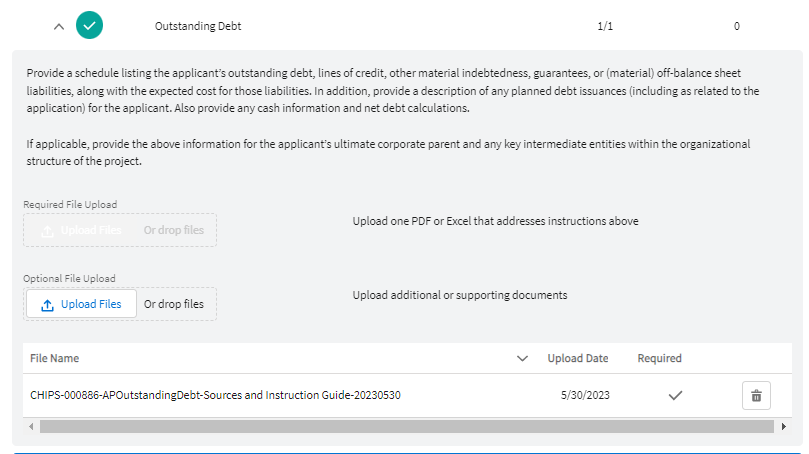 Outstanding Debt 1/1 0
Provide a schedule listing the applicant's outstanding debt, lines of credit, other material indebtedness, guarantees, or (material) off-balance sheet
liabilities, along with the expected cost for those liabilities. In addition, provide a description of any planned debt issuances (including as related to the
application) for the applicant. Also provide any cash information and net debt calculations.
If applicable, provide the above information for the applicant's ultimate corporate parent and any key intermediate entities within the organizational
structure of the project.
Required File Upload
Upload Files Or drop files Upload one PDF or Excel that addresses instructions above
Optional File Upload
Upload Files Or drop files Upload additional or supporting documents
File Name Upload Date Required
CHIPS-000886-APOutstandingDebt-Sources and Instruction Guide-20230530 5/30/2023